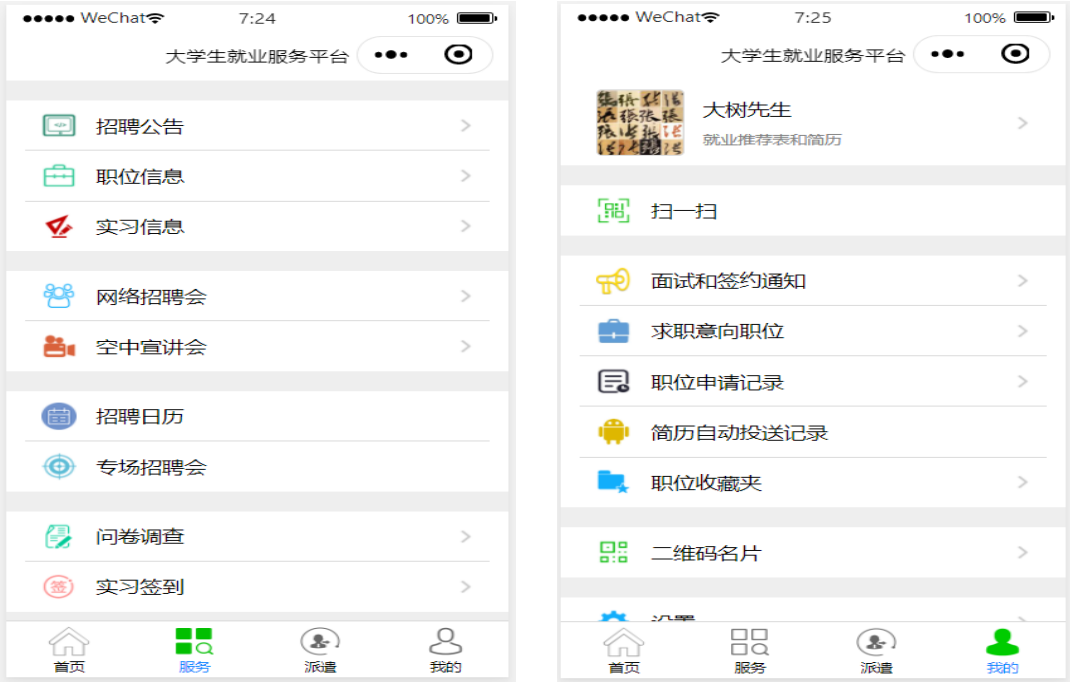 WeChat 7:24 100%
大学生就业服务平台
招聘公告
职位信息
实习信息
网络招聘会
空中宣讲会
招聘日历
专场招聘会
问卷调查
签
实习签到
首页 服务 派遣 我的
WeChat 7:25 100%
大学生就业服务平台
大树先生
就业推荐表和简历
扫一扫
面试和签约通知
求职意向职位
职位申请记录
简历自动投送记录
职位收藏夹
二维码名片
设置
首页 服务 派遣 我的